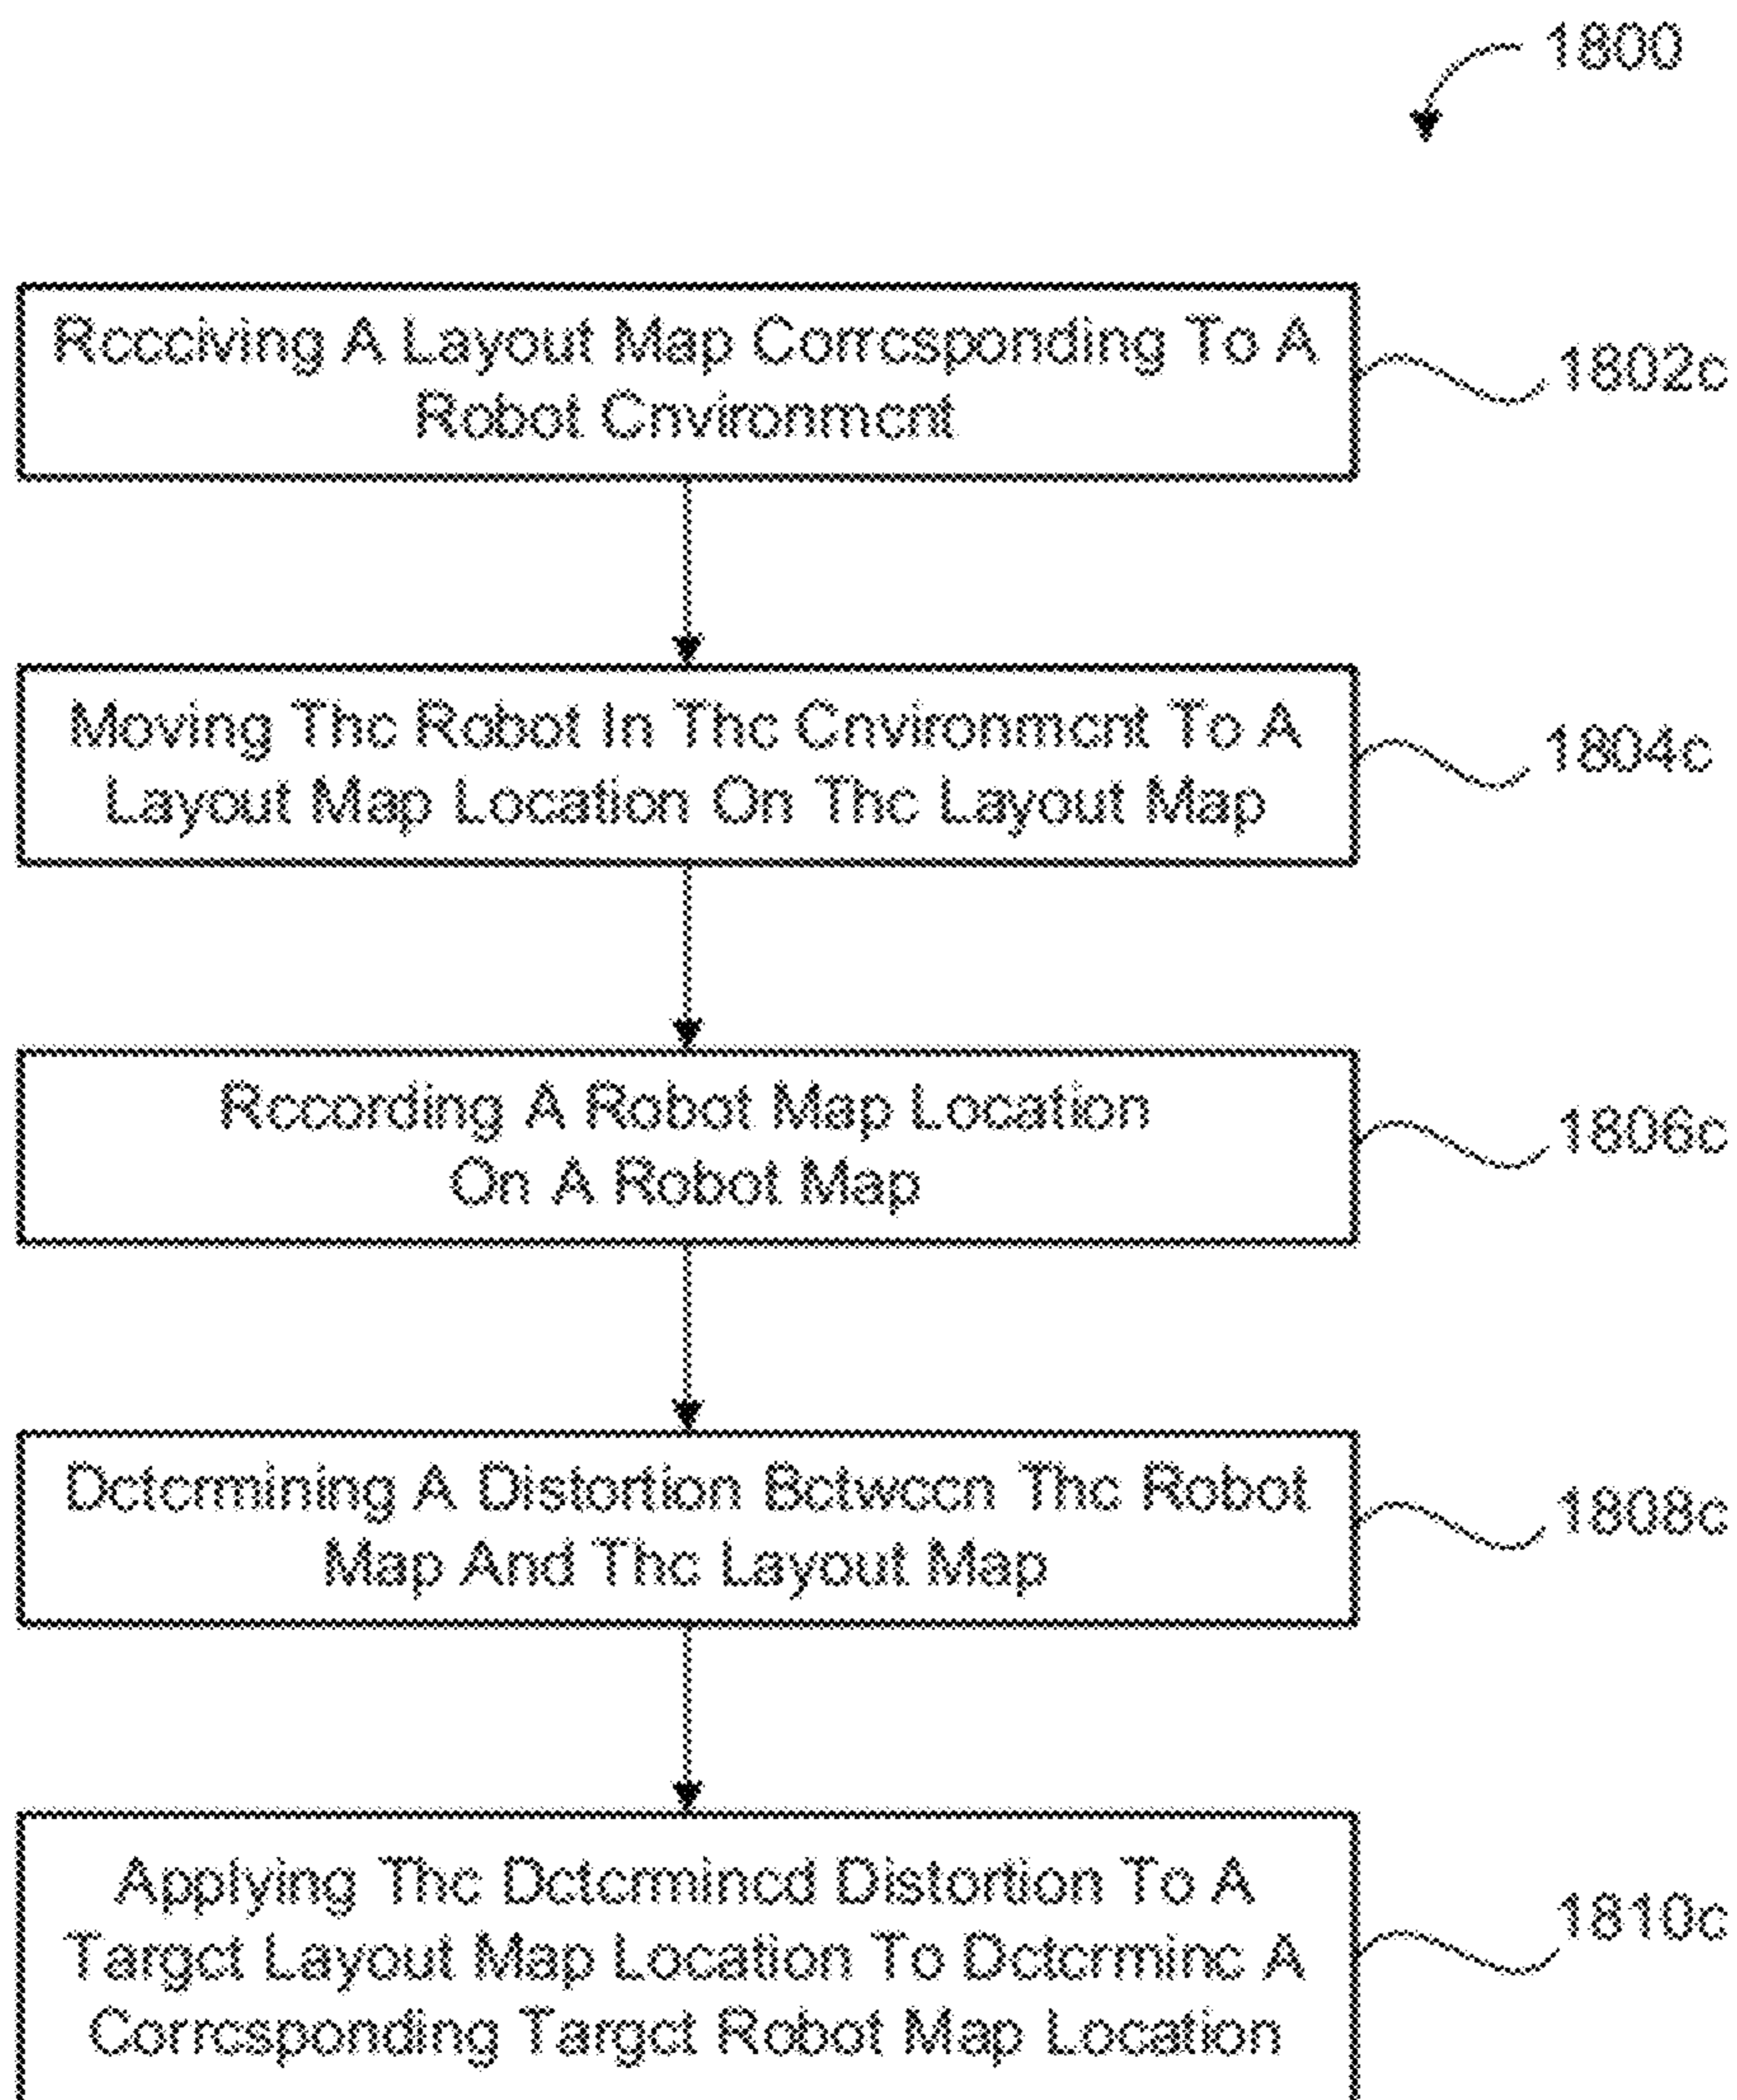 1800
Rccciving A Layout Map Corrcsponding To A
Robot Cnvironmcnt
1802c
Moving Thc Robot In Thc Cnvironmcnt To A
Layout Map Location On Thc Layout Map
1804c
Rccording A Robot Map Location
On A Robot Map
1806c
Dctcrmining A Distortion Bctwccn Thc Robot
Map And Thc Layout Map
1808c
Applying Thc Dctcrmincd Distortion To A
Targct Layout Map Location To Dctcrminc A
Corrcsponding Targct Robot Map Location
1810c